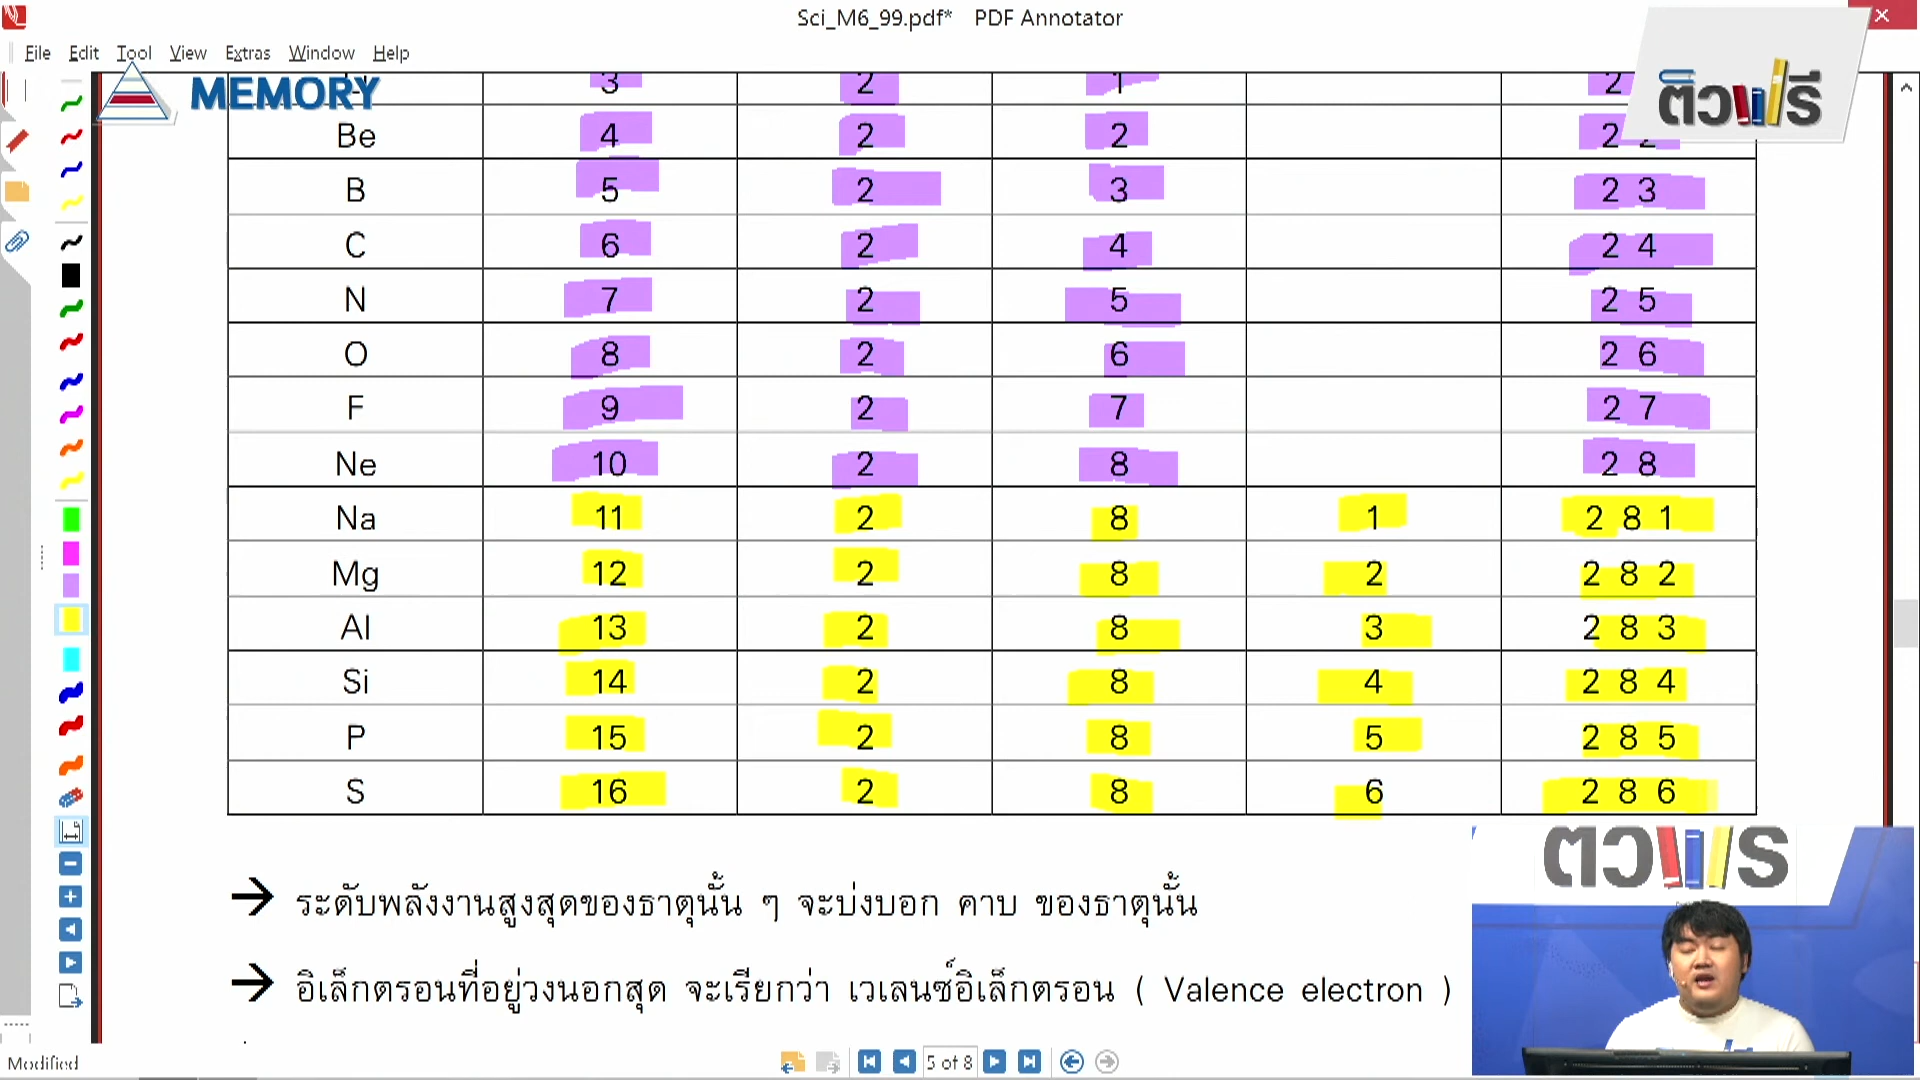 Sci_M6_99.pdf* PDF Annotator
File Edit Tool View Extras Window Help
MEMORY
ติวฟรี
3 2 1 2
Be 4 2 2 2 2
B 5 2 3 2 3
C 6 2 4 2 4
N 7 2 5 2 5
O 8 2 6 2 6
F 9 2 7 2 7
Ne 10 2 8 2 8
Na 11 2 8 1 2 8 1
Mg 12 2 8 2 2 8 2
Al 13 2 8 3 2 8 3
Si 14 2 8 4 2 8 4
P 15 2 8 5 2 8 5
S 16 2 8 6 2 8 6
→ ระดับพลังงานสูงสุดของธาตุนั้น ๆ จะบ่งบอก คาบ ของธาตุนั้น
→ อิเล็กตรอนที่อยู่วงนอกสุด จะเรียกว่า เวเลนซ์อิเล็กตรอน ( Valence electron )
Modified 5 of 8